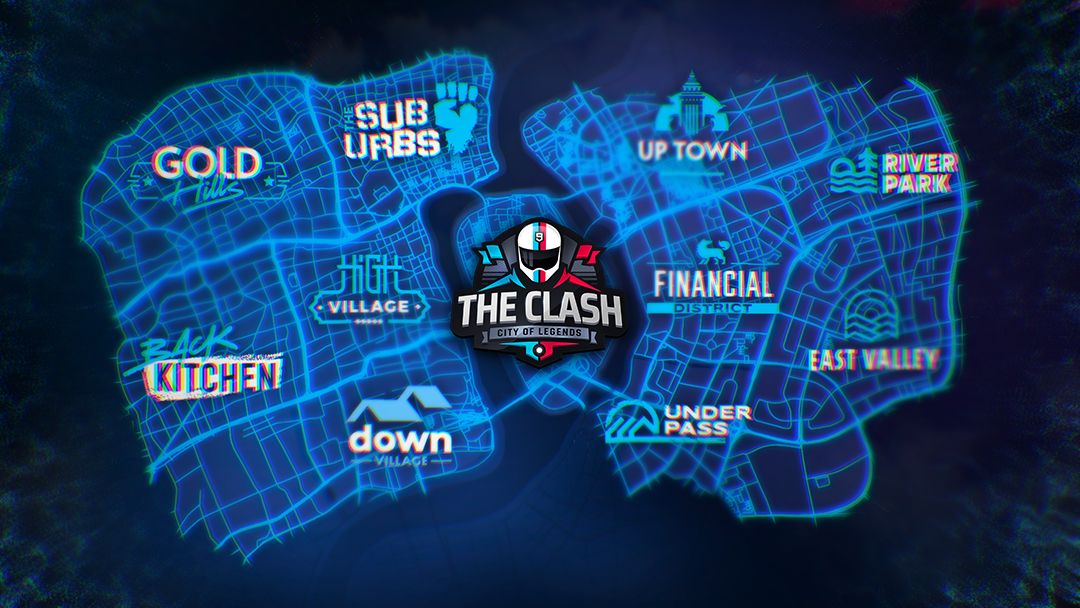 THE
SUB
URBS
UP TOWN
GOLD
Hills
RIVER
PARK
HIGH
VILLAGE
9
THE CLASH
CITY OF LEGENDS
FINANCIAL
DISTRICT
BACK
KITCHEN
EAST VALLEY
down
VILLAGE
UNDER
PASS